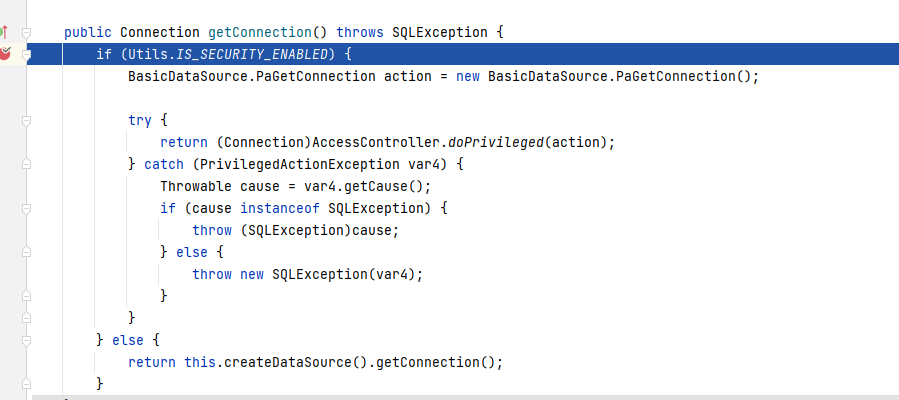 public Connection getConnection() throws SQLException {
if (Utils.IS_SECURITY_ENABLED) {
BasicDataSource.PaGetConnection action = new BasicDataSource.PaGetConnection();
try {
return (Connection)AccessController.doPrivileged(action);
} catch (PrivilegedActionException var4) {
Throwable cause = var4.getCause();
if (cause instanceof SQLException) {
throw (SQLException)cause;
} else {
throw new SQLException(var4);
}
}
} else {
return this.createDataSource().getConnection();
}